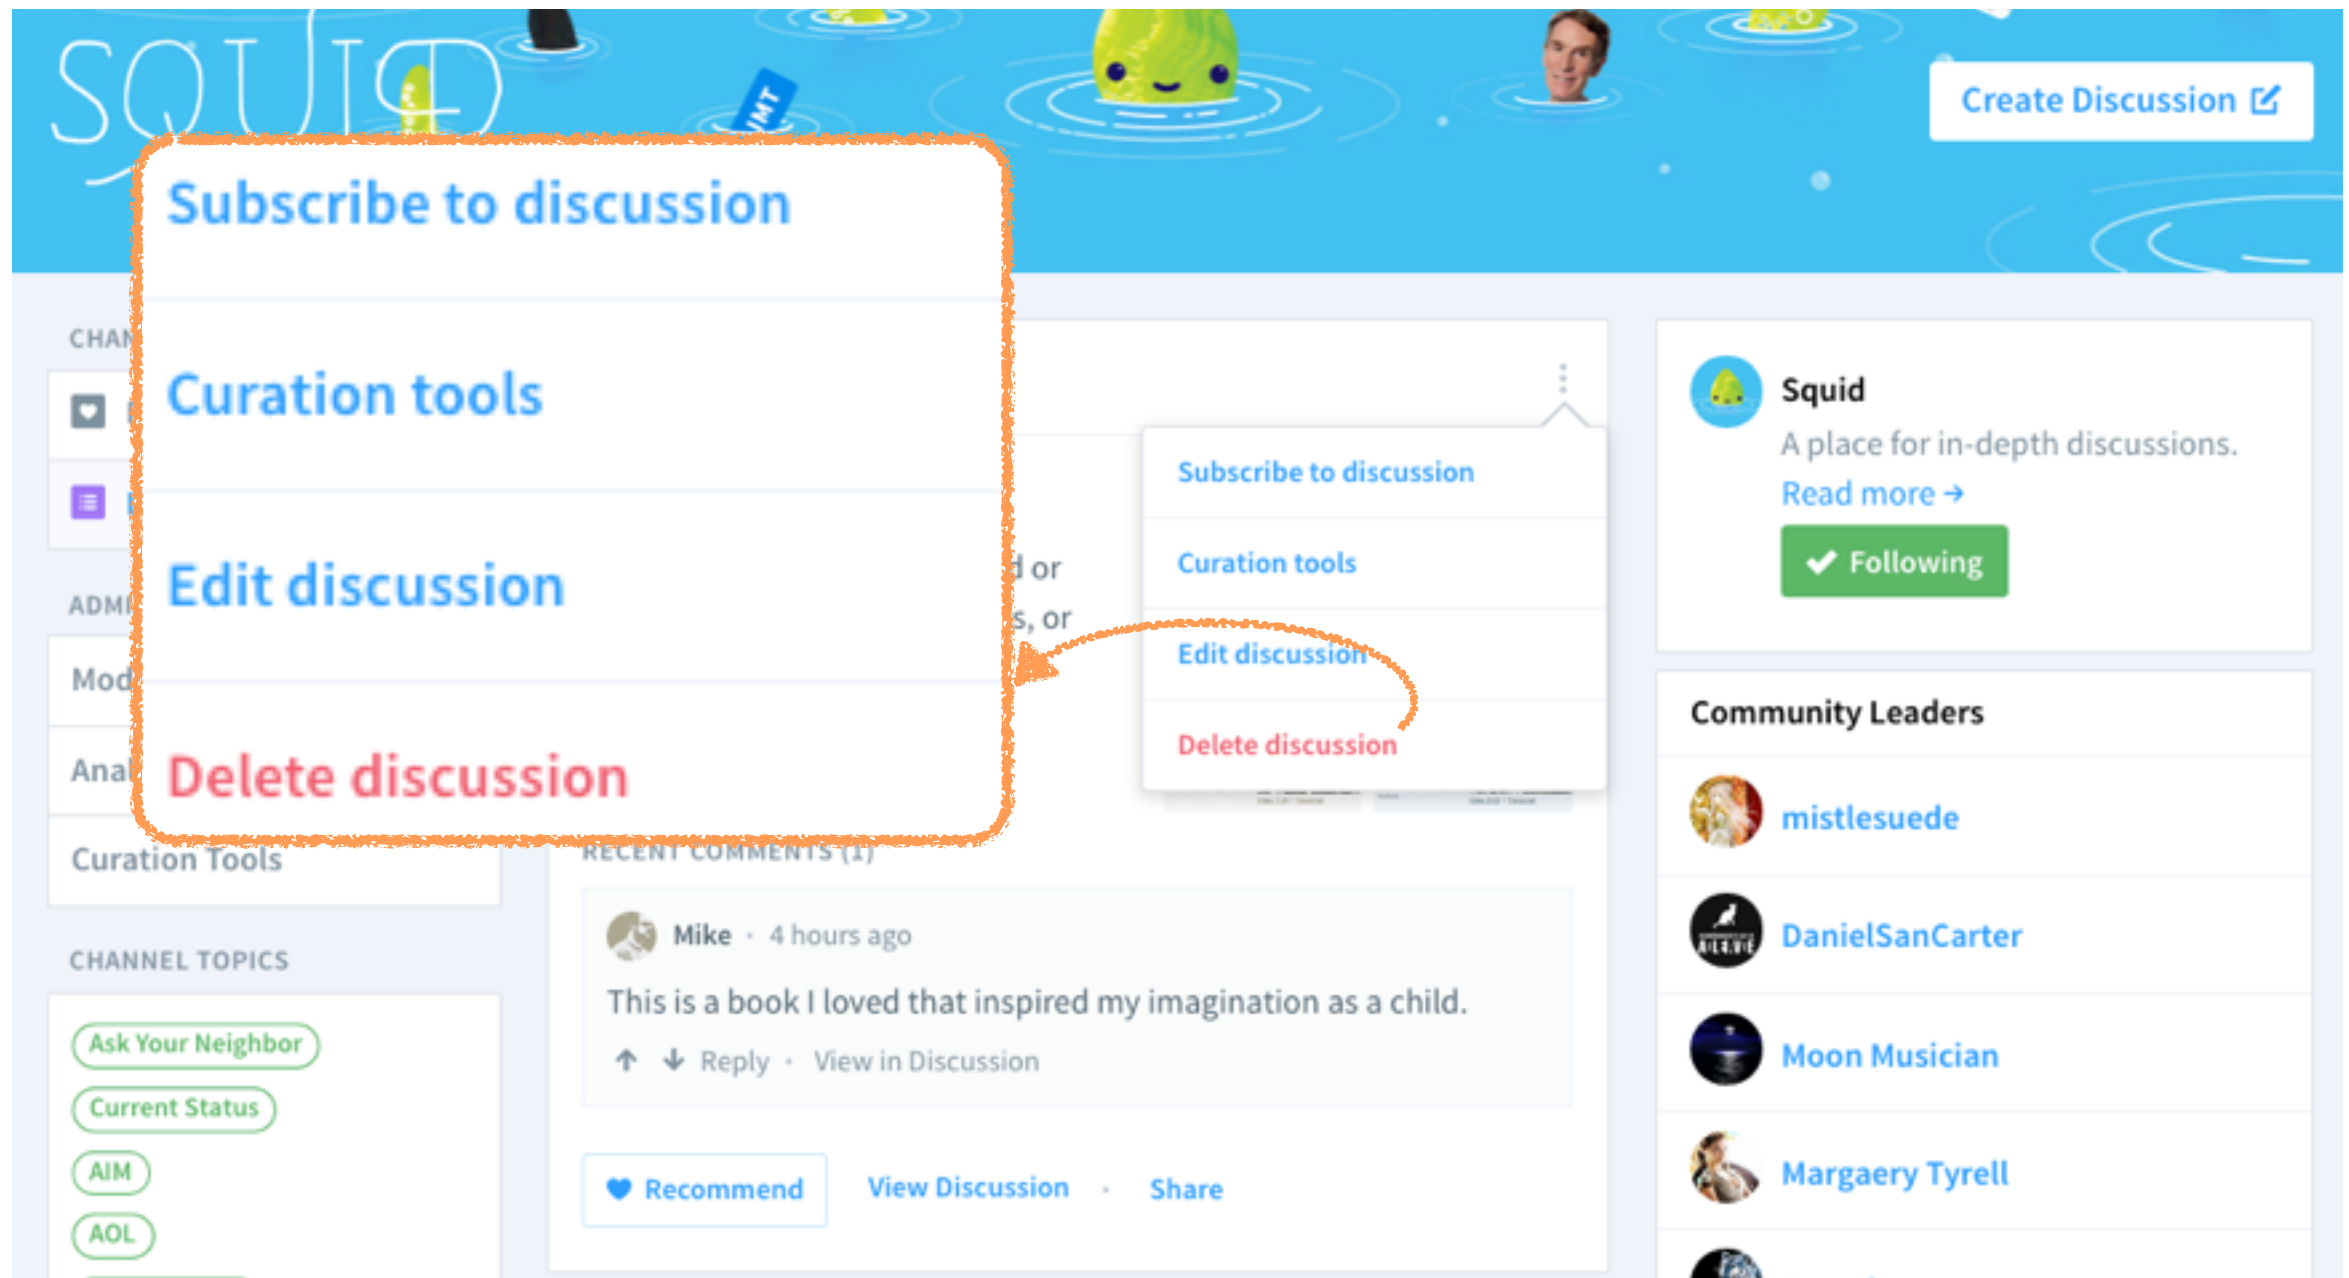 SQUID
IMT
Create Discussion
Subscribe to discussion
Curation tools
Edit discussion
Delete discussion
d or
s, or
Subscribe to discussion
Curation tools
Edit discussion
Delete discussion
Curation Tools
CHANNEL TOPICS
Ask Your Neighbor
Current Status
AIM
AOL
RECENT COMMENTS (1)
Mike · 4 hours ago
This is a book I loved that inspired my imagination as a child.
Reply · View in Discussion
Recommend View Discussion · Share
Squid
A place for in-depth discussions.
Read more →
Following
Community Leaders
mistlesuede
DanielSanCarter
Moon Musician
Margaery Tyrell